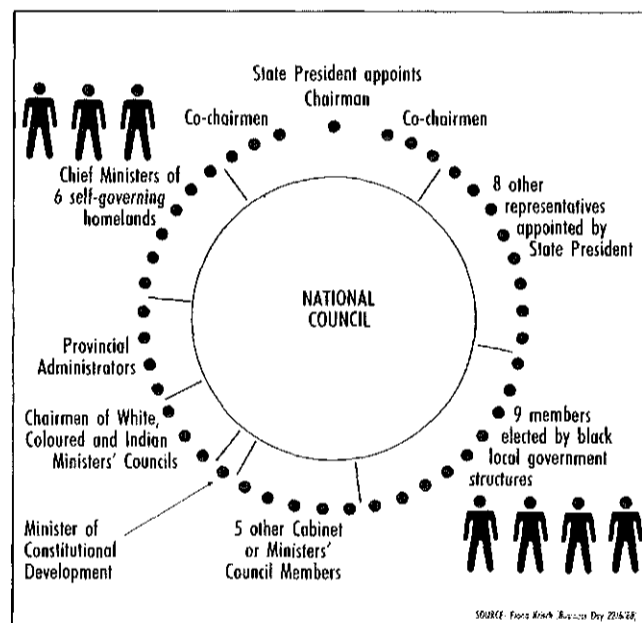 State President appoints
Chairman
Co-chairmen
Co-chairmen
Chief Ministers of
6 self-governing
homelands
8 other
representatives
appointed by
State President
NATIONAL
COUNCIL
Provincial
Administrators
Chairmen of White,
Coloured and Indian
Ministers' Councils
9 members
elected by black
local government
structures
Minister of
Constitutional
Development
5 other Cabinet
or Ministers'
Council Members
SOURCE: Fiona Day